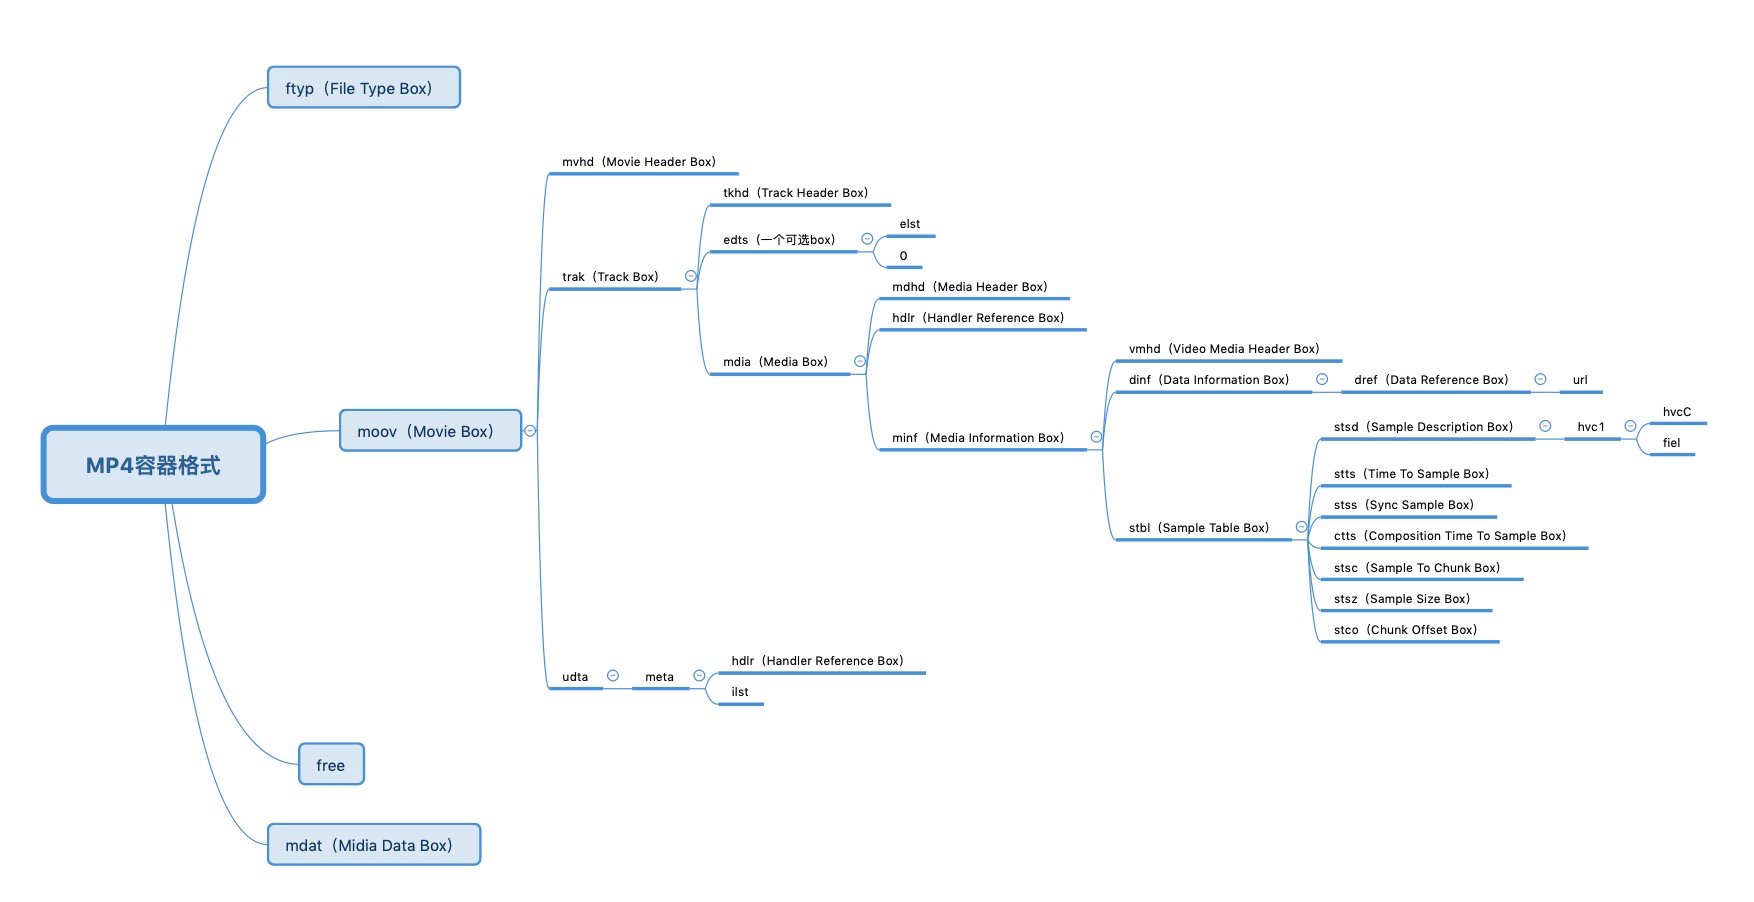 ftyp（File Type Box）
mvhd（Movie Header Box）
tkhd（Track Header Box）
elst
edts（一个可选box）
0
trak（Track Box）
mdhd（Media Header Box）
hdlr（Handler Reference Box）
vmhd（Video Media Header Box）
mdia（Media Box）
dinf（Data Information Box）
dref（Data Reference Box）
url
hvcC
stsd（Sample Description Box）
hvc1
moov（Movie Box）
minf（Media Information Box）
fiel
MP4容器格式
stts（Time To Sample Box）
stss（Sync Sample Box）
stbl（Sample Table Box）
ctts（Composition Time To Sample Box）
stsc（Sample To Chunk Box）
stsz（Sample Size Box）
stco（Chunk Offset Box）
hdlr（Handler Reference Box）
udta
meta
ilst
free
mdat（Midia Data Box）